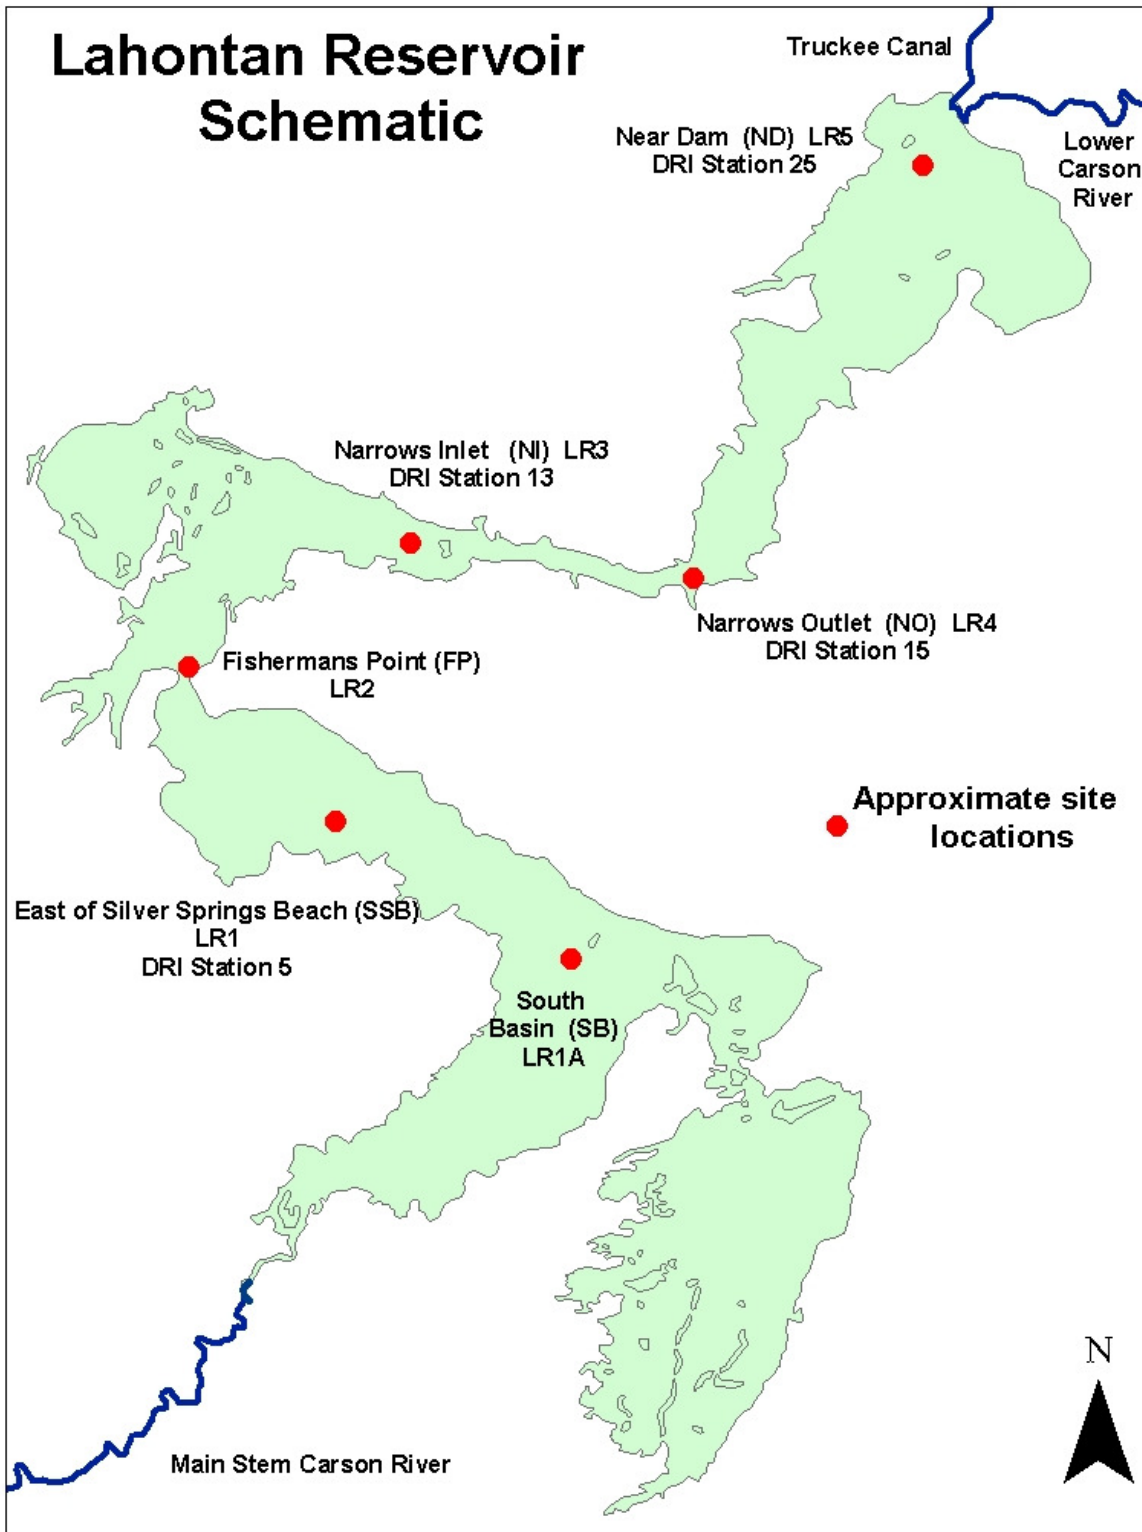 Lahontan Reservoir
Schematic
Truckee Canal
Near Dam (ND) LR5
DRI Station 25
Lower
Carson
River
Narrows Inlet (NI) LR3
DRI Station 13
Narrows Outlet (NO) LR4
DRI Station 15
Fishermans Point (FP)
LR2
Approximate site
locations
East of Silver Springs Beach (SSB)
LR1
DRI Station 5
South
Basin (SB)
LR1A
N
Main Stem Carson River